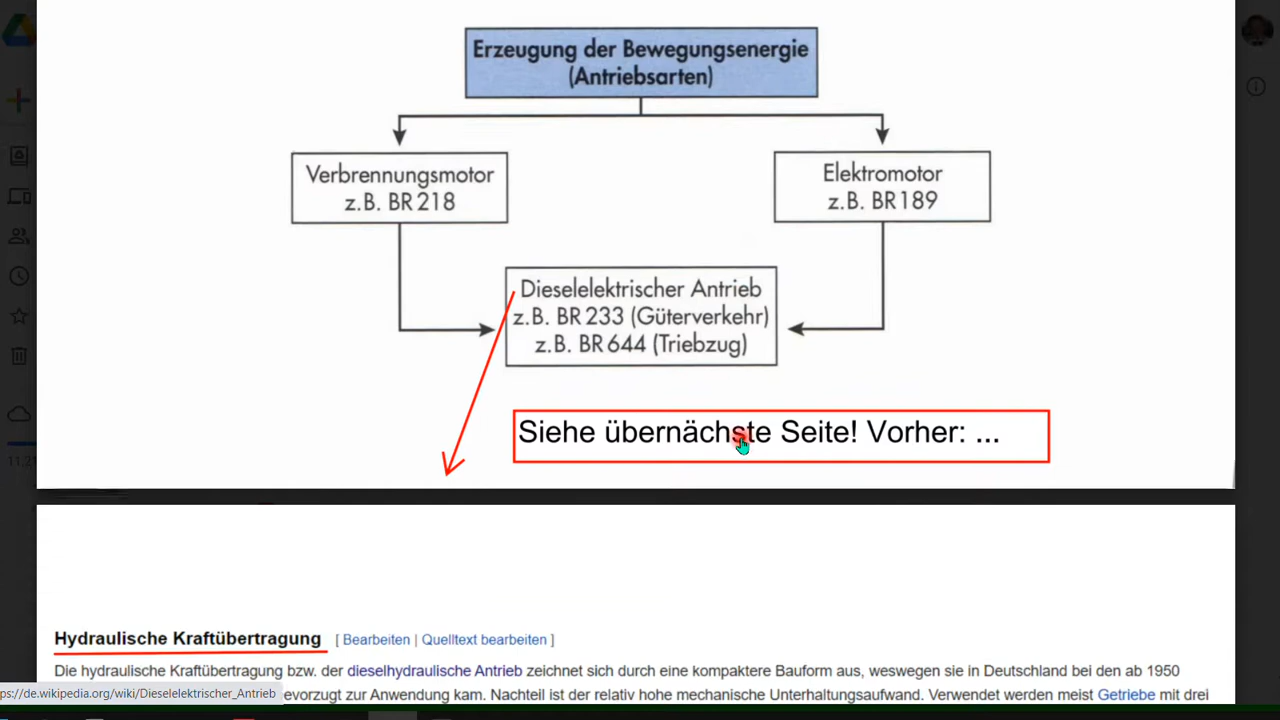 Erzeugung der Bewegungsenergie
(Antriebsarten)
Verbrennungsmotor
z.B. BR 218
Elektromotor
z.B. BR 189
Dieselelektrischer Antrieb
z.B. BR 233 (Güterverkehr)
z.B. BR 644 (Triebzug)
Siehe übernächste Seite! Vorher: ...
11,21
Hydraulische Kraftübertragung [ Bearbeiten | Quelltext bearbeiten ]
Die hydraulische Kraftübertragung bzw. der dieselhydraulische Antrieb zeichnet sich durch eine kompaktere Bauform aus, weswegen sie in Deutschland bei den ab 1950
evorzugt zur Anwendung kam. Nachteil ist der relativ hohe mechanische Unterhaltungsaufwand. Verwendet werden meist Getriebe mit drei
ps://de.wikipedia.org/wiki/Dieselelektrischer_Antrieb